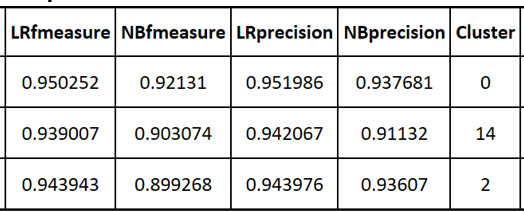 LRfmeasure NBfmeasure LRprecision NBprecision Cluster
0.950252 0.92131 0.951986 0.937681 0
0.939007 0.903074 0.942067 0.91132 14
0.943943 0.899268 0.943976 0.93607 2